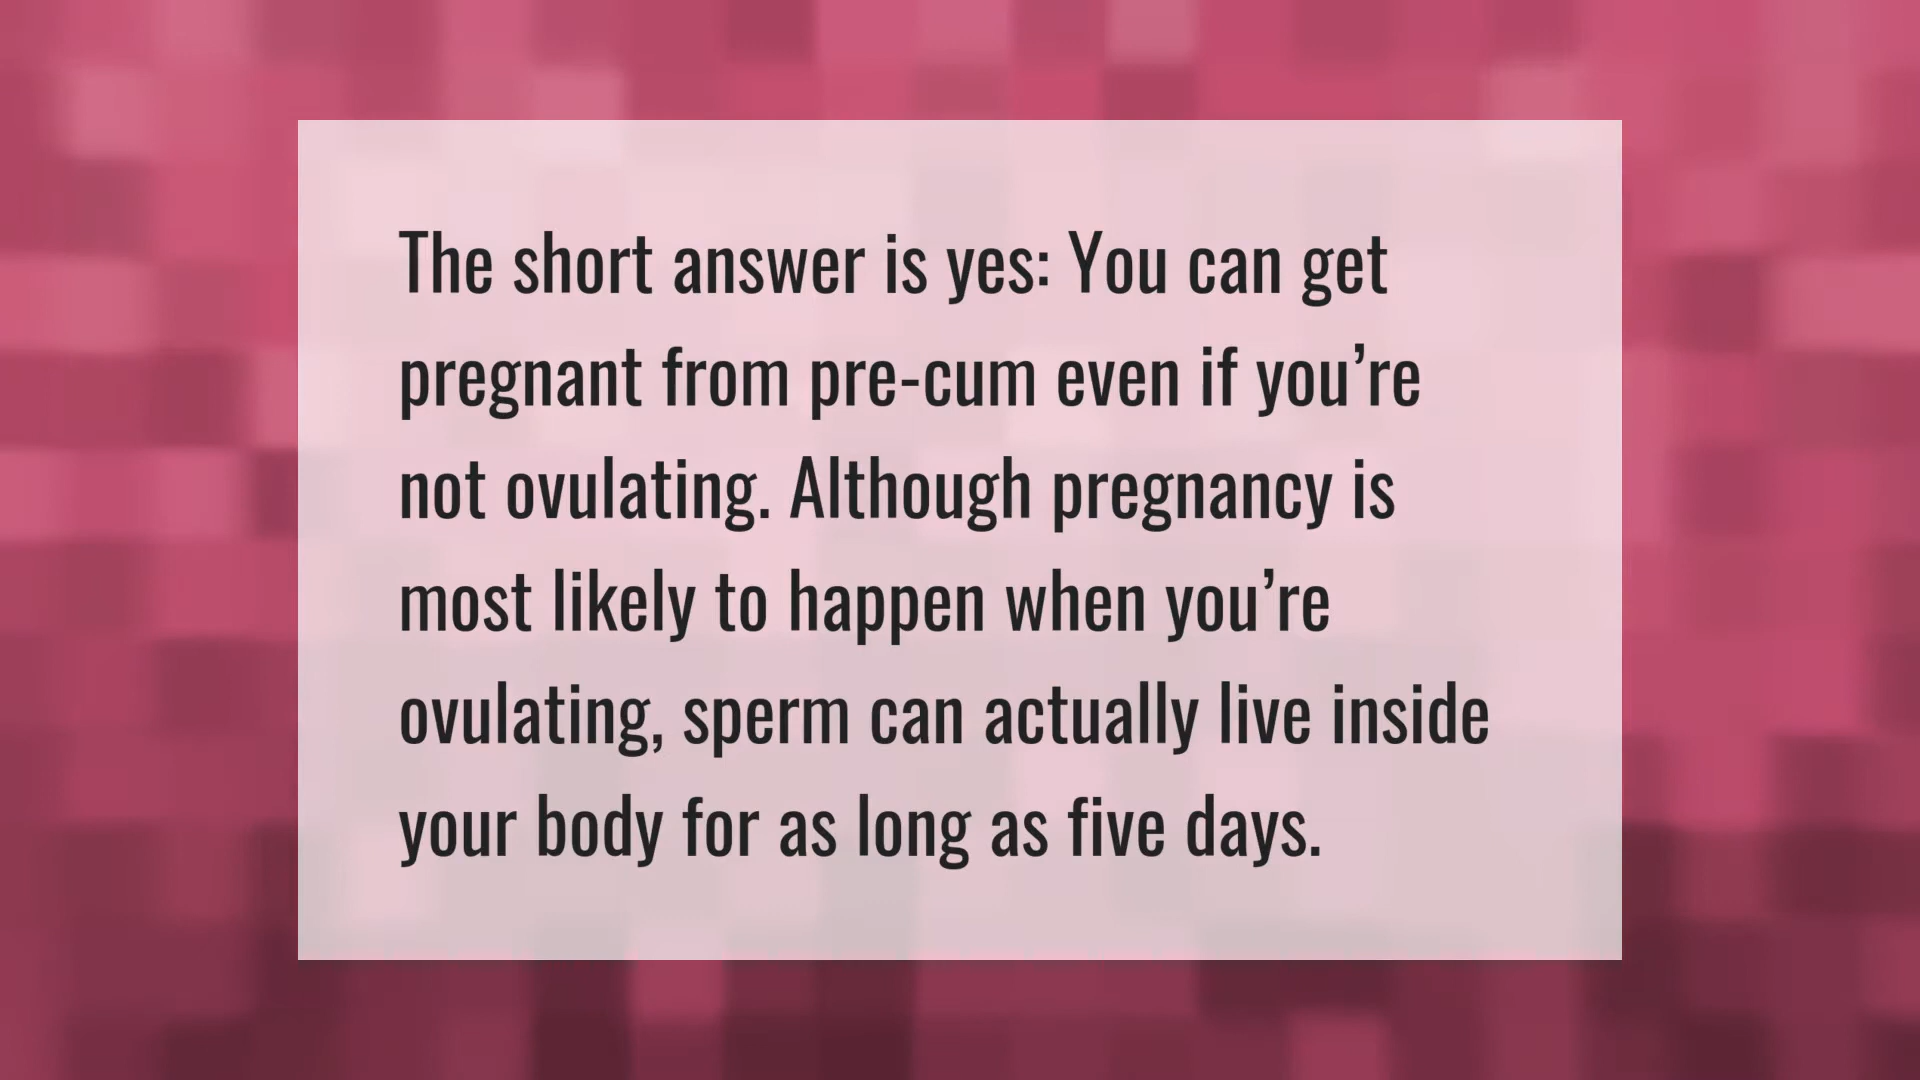 The short answer is yes: You can get
pregnant from pre-cum even if you’re
not ovulating. Although pregnancy is
most likely to happen when you’re
ovulating, sperm can actually live inside
your body for as long as five days.